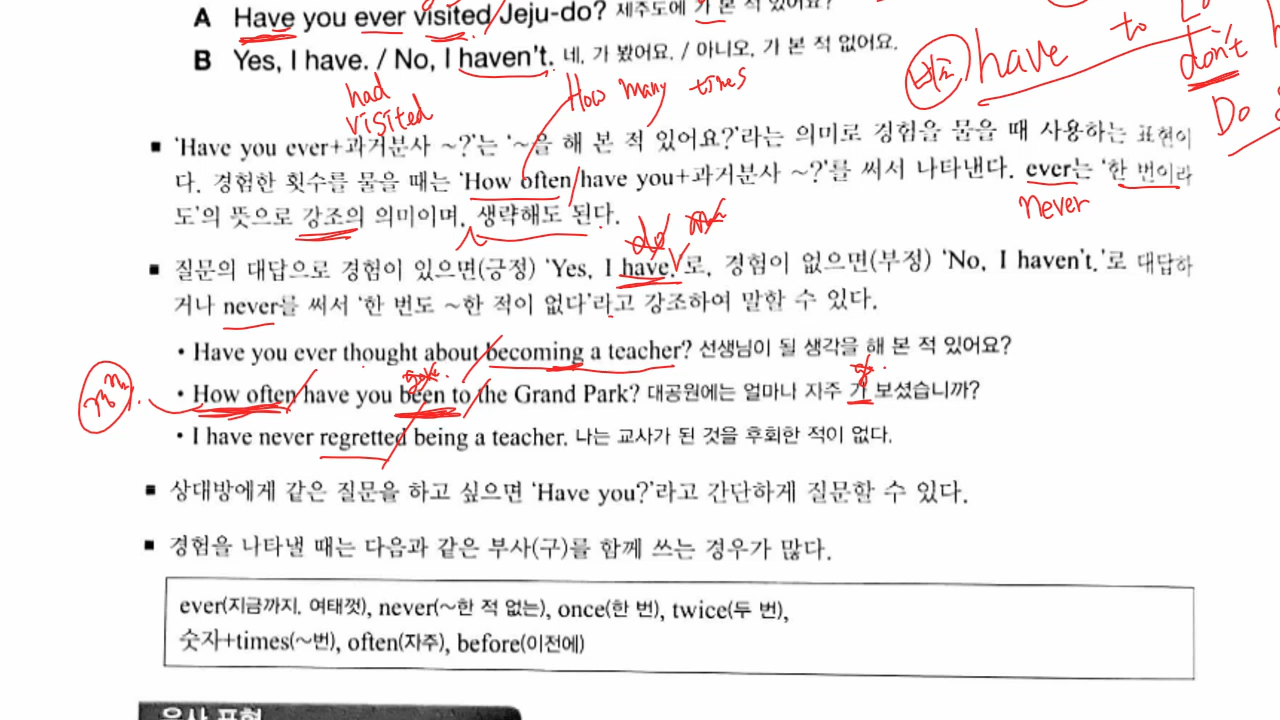 A Have you ever visited Jeju-do? 제주도에 가 본 적 있어요?
B Yes, I have. / No, I haven't. 네, 가 봤어요. / 아니오. 가 본 적 없어요.
have to
don't
Do
had visited
How many times
■ 'Have you ever+과거분사 ~?'는 '~을 해 본 적 있어요?'라는 의미로 경험을 물을 때 사용하는 표현이
다. 경험한 횟수를 물을 때는 'How often have you+과거분사 ~?'를 써서 나타낸다. ever는 '한 번이라
도'의 뜻으로 강조의 의미이며, 생략해도 된다.
never
do
■ 질문의 대답으로 경험이 있으면(긍정) 'Yes, I have.'로, 경험이 없으면(부정) 'No, I haven't.'로 대답하
거나 never를 써서 '한 번도 ~한 적이 없다'라고 강조하여 말할 수 있다.
• Have you ever thought about becoming a teacher? 선생님이 될 생각을 해 본 적 있어요?
gone
• How often have you been to the Grand Park? 대공원에는 얼마나 자주 가 보셨습니까?
• I have never regretted being a teacher. 나는 교사가 된 것을 후회한 적이 없다.
■ 상대방에게 같은 질문을 하고 싶으면 'Have you?'라고 간단하게 질문할 수 있다.
■ 경험을 나타낼 때는 다음과 같은 부사(구)를 함께 쓰는 경우가 많다.
ever(지금까지, 여태껏), never(~한 적 없는), once(한 번), twice(두 번),
숫자+times(~번), often(자주), before(이전에)
유사 표현